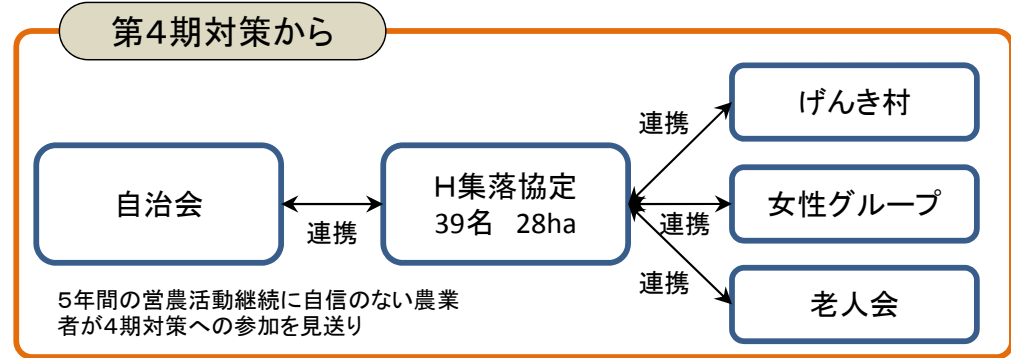 第4期対策から
自治会
連携
H集落協定
39名 28ha
連携
げんき村
連携
女性グループ
連携
老人会
5年間の営農活動継続に自信のない農業
者が4期対策への参加を見送り